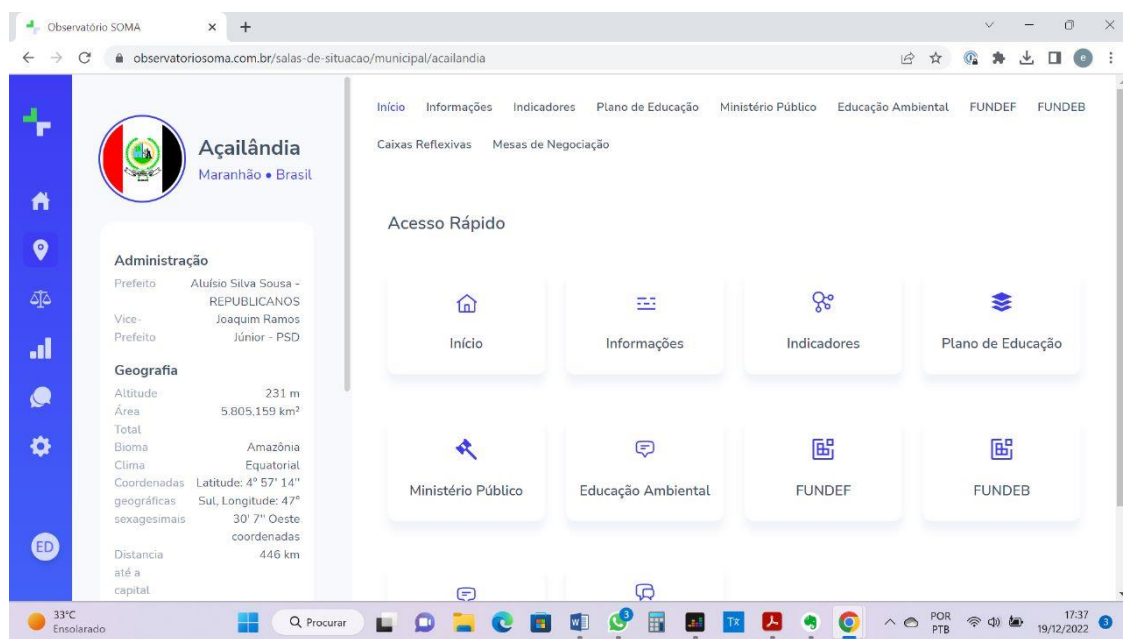 Observatório SOMA
observatoriosoma.com.br/salas-de-situacao/municipal/acailandia
e
Início Informações Indicadores Plano de Educação Ministério Público Educação Ambiental FUNDEF FUNDEB
Caixas Reflexivas Mesas de Negociação
Açailândia
Maranhão • Brasil
Administração
Prefeito Aluísio Silva Sousa -
REPUBLICANOS
Vice- Joaquim Ramos
Prefeito Júnior - PSD
Geografia
Altitude 231 m
Área 5.805,159 km²
Total
Bioma Amazônia
Clima Equatorial
Coordenadas Latitude: 4° 57' 14"
geográficas Sul, Longitude: 47°
sexagesimais 30' 7" Oeste
coordenadas
Distancia 446 km
até a
capital
ED
Acesso Rápido
Início Informações Indicadores Plano de Educação
Ministério Público Educação Ambiental FUNDEF FUNDEB
33°C
Ensolarado
Procurar
3
TX
POR
PTB
17:37
19/12/2022
3